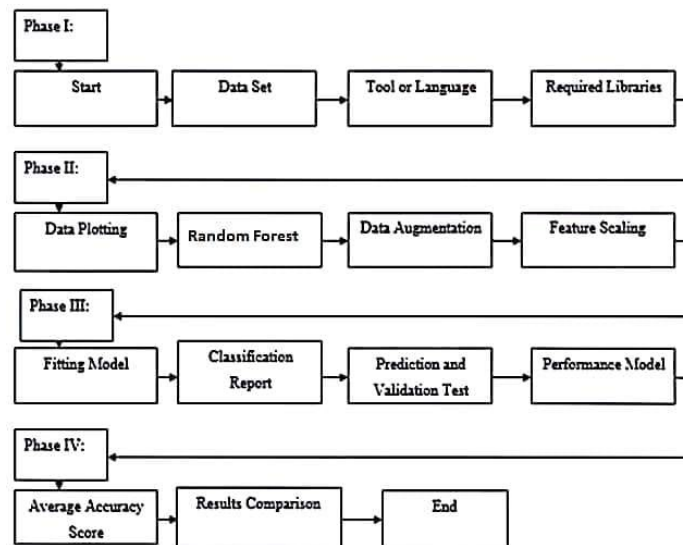 Phase I:
Start
Data Set
Tool or Language
Required Libraries
Phase II:
Data Plotting
Random Forest
Data Augmentation
Feature Scaling
Phase III:
Fitting Model
Classification
Report
Prediction and
Validation Test
Performance Model
Phase IV:
Average Accuracy
Score
Results Comparison
End